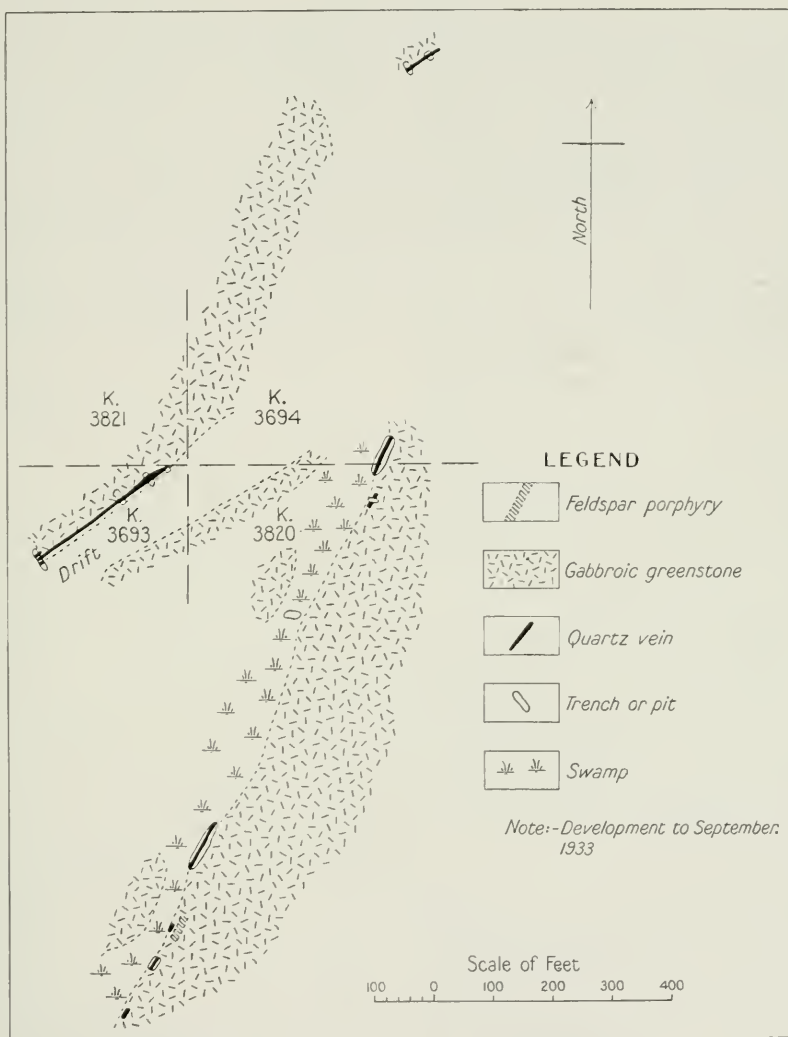 North
K.
3821
K.
3694
K.
3693
K.
3820
Drift
LEGEND
Feldspar porphyry
Gabbroic greenstone
Quartz vein
Trench or pit
Swamp
Note:-Development to September.
1933
Scale of Feet
100 0 100 200 300 400